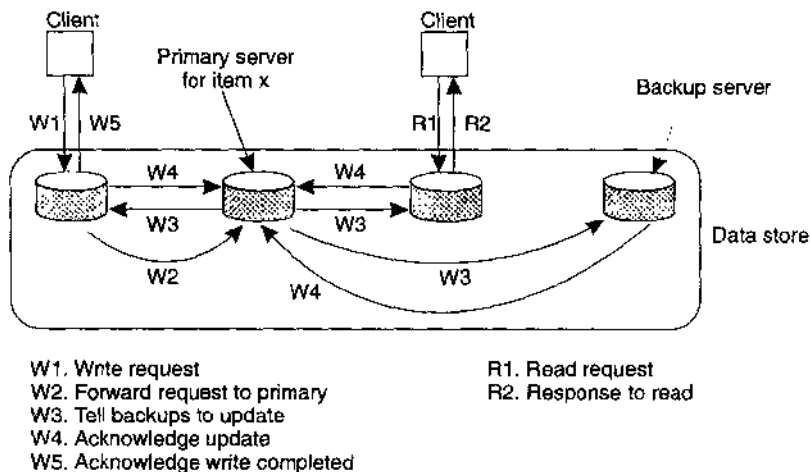 Client
Client
Primary server
for item x
Backup server
W1
W5
R1
R2
W4
W4
W3
W3
Data store
W2
W4
W3
W1. Write request
W2. Forward request to primary
W3. Tell backups to update
W4. Acknowledge update
W5. Acknowledge write completed
R1. Read request
R2. Response to read